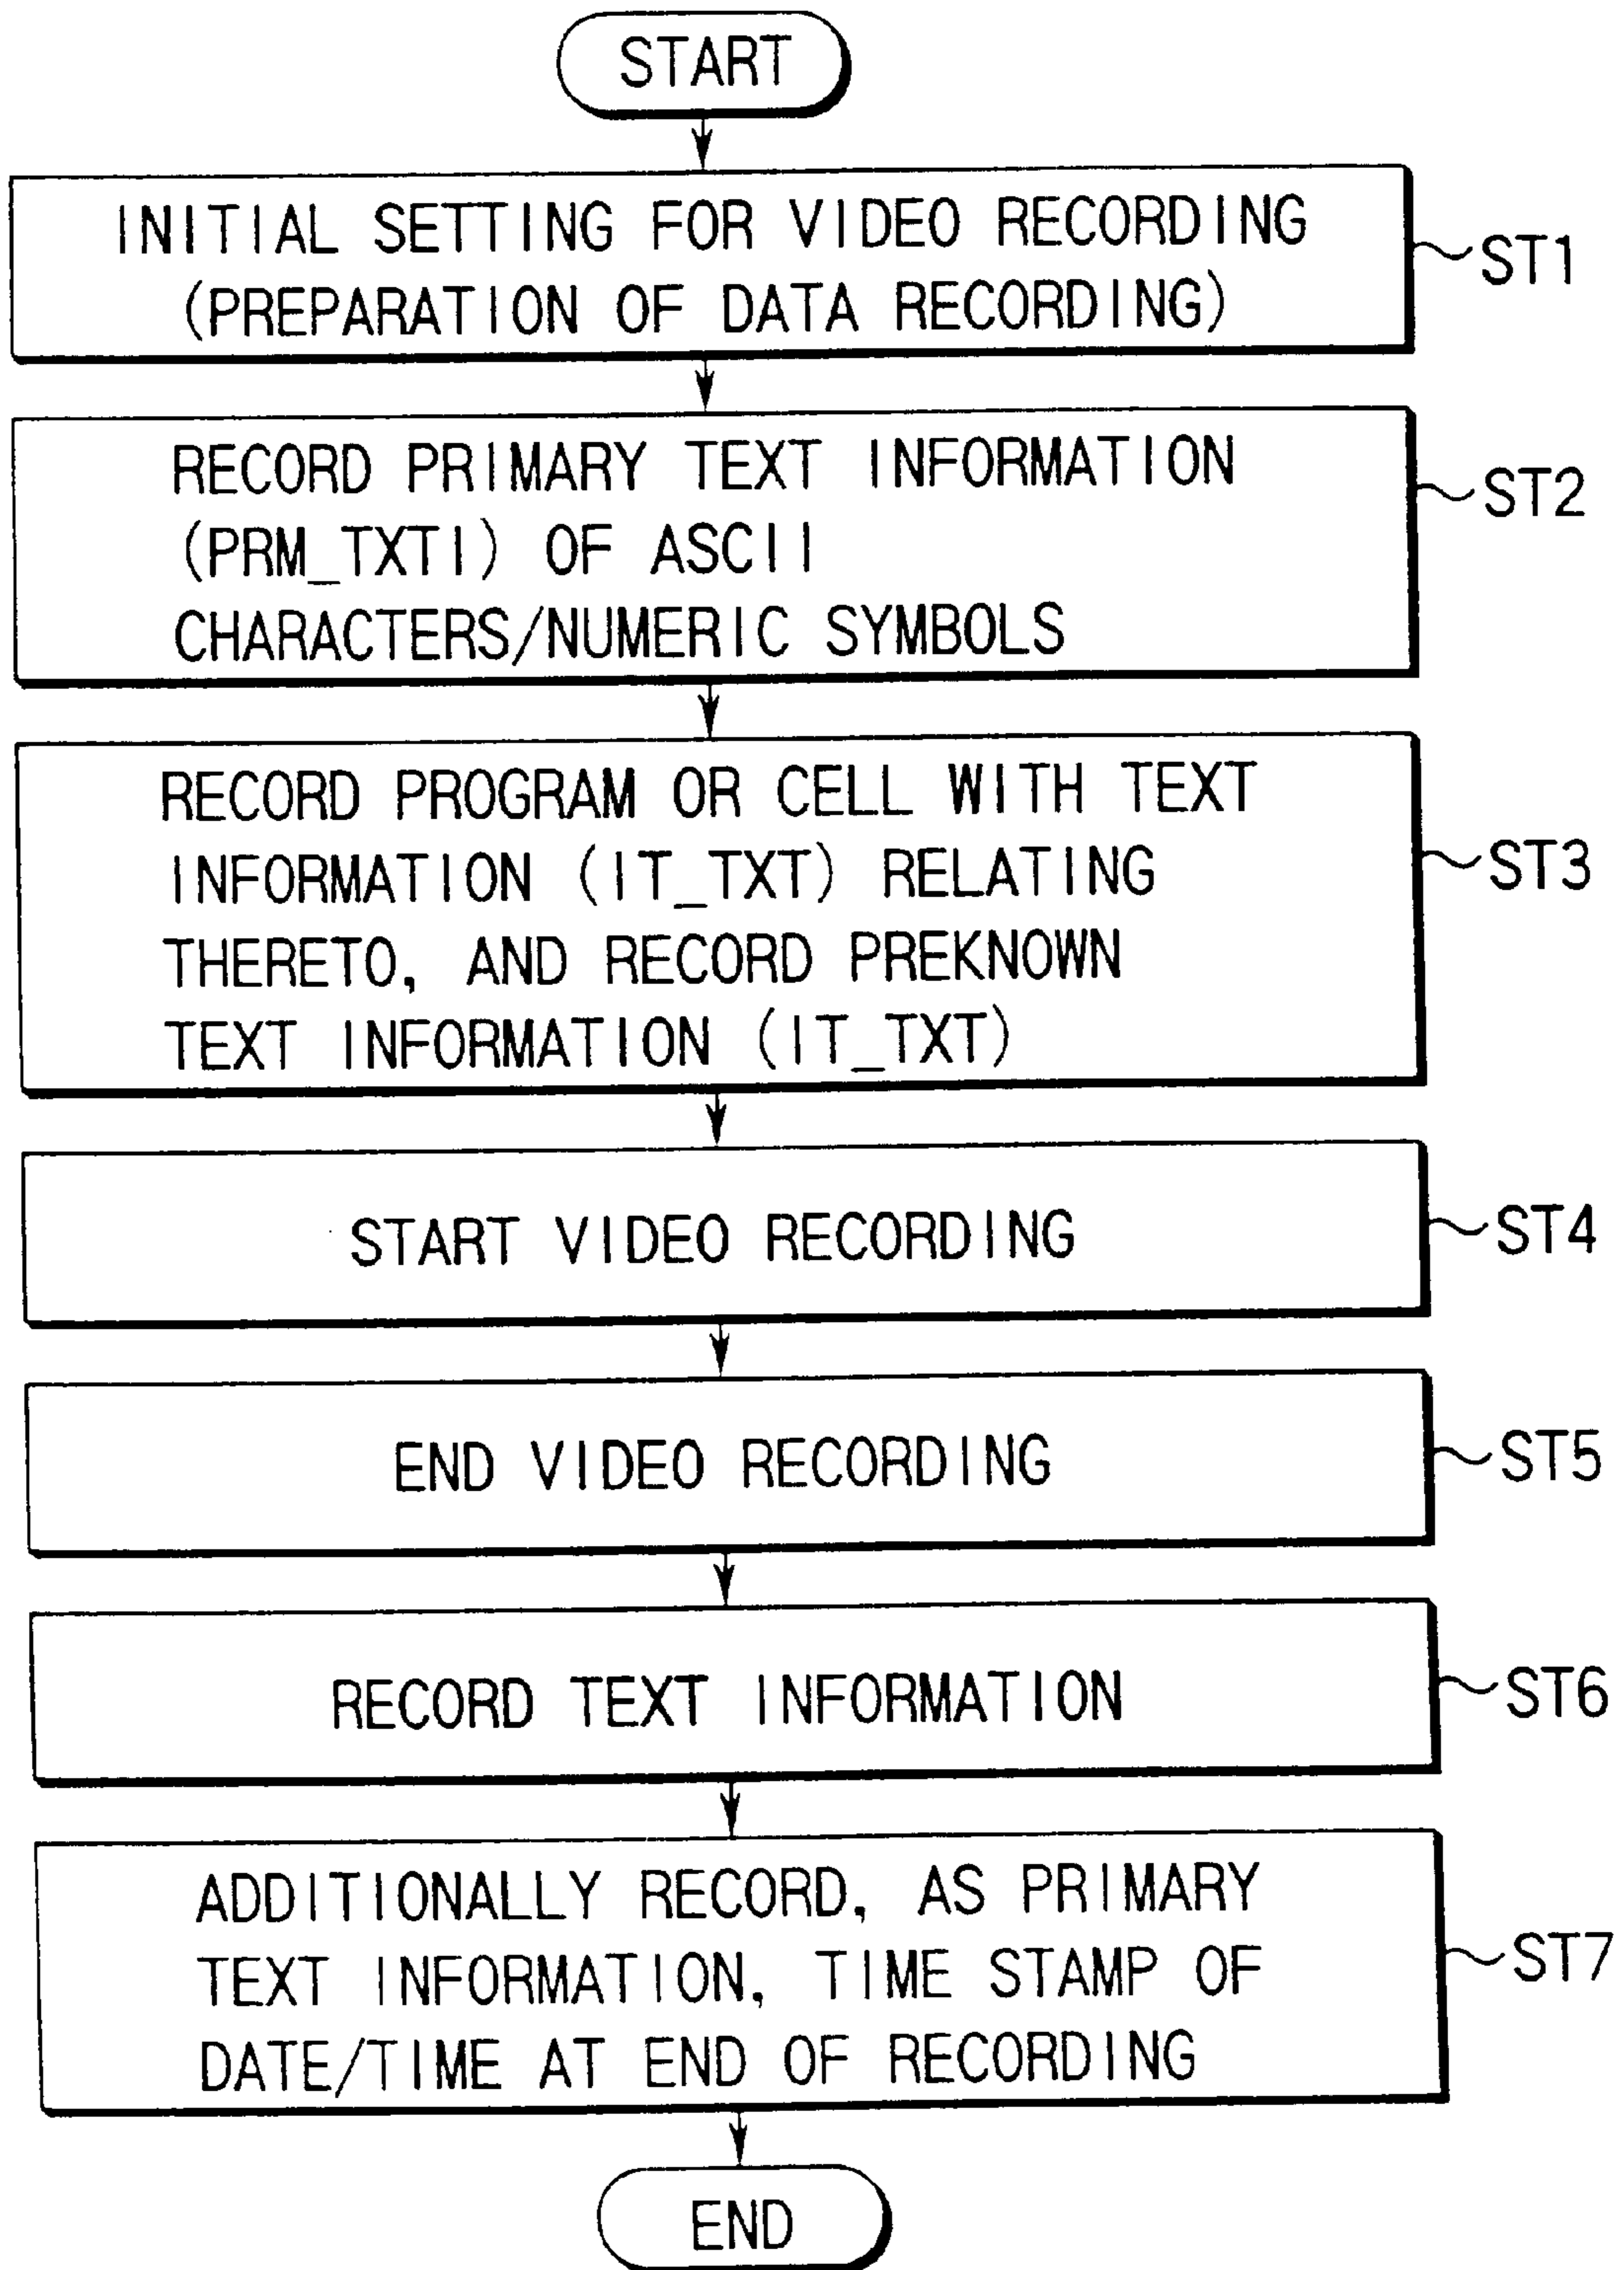 START
INITIAL SETTING FOR VIDEO RECORDING
(PREPARATION OF DATA RECORDING)
ST1
RECORD PRIMARY TEXT INFORMATION
(PRM_TXTI) OF ASCII
CHARACTERS/NUMERIC SYMBOLS
ST2
RECORD PROGRAM OR CELL WITH TEXT
INFORMATION (IT_TXT) RELATING
THERETO, AND RECORD PREKNOWN
TEXT INFORMATION (IT_TXT)
ST3
START VIDEO RECORDING
ST4
END VIDEO RECORDING
ST5
RECORD TEXT INFORMATION
ST6
ADDITIONALLY RECORD, AS PRIMARY
TEXT INFORMATION, TIME STAMP OF
DATE/TIME AT END OF RECORDING
ST7
END